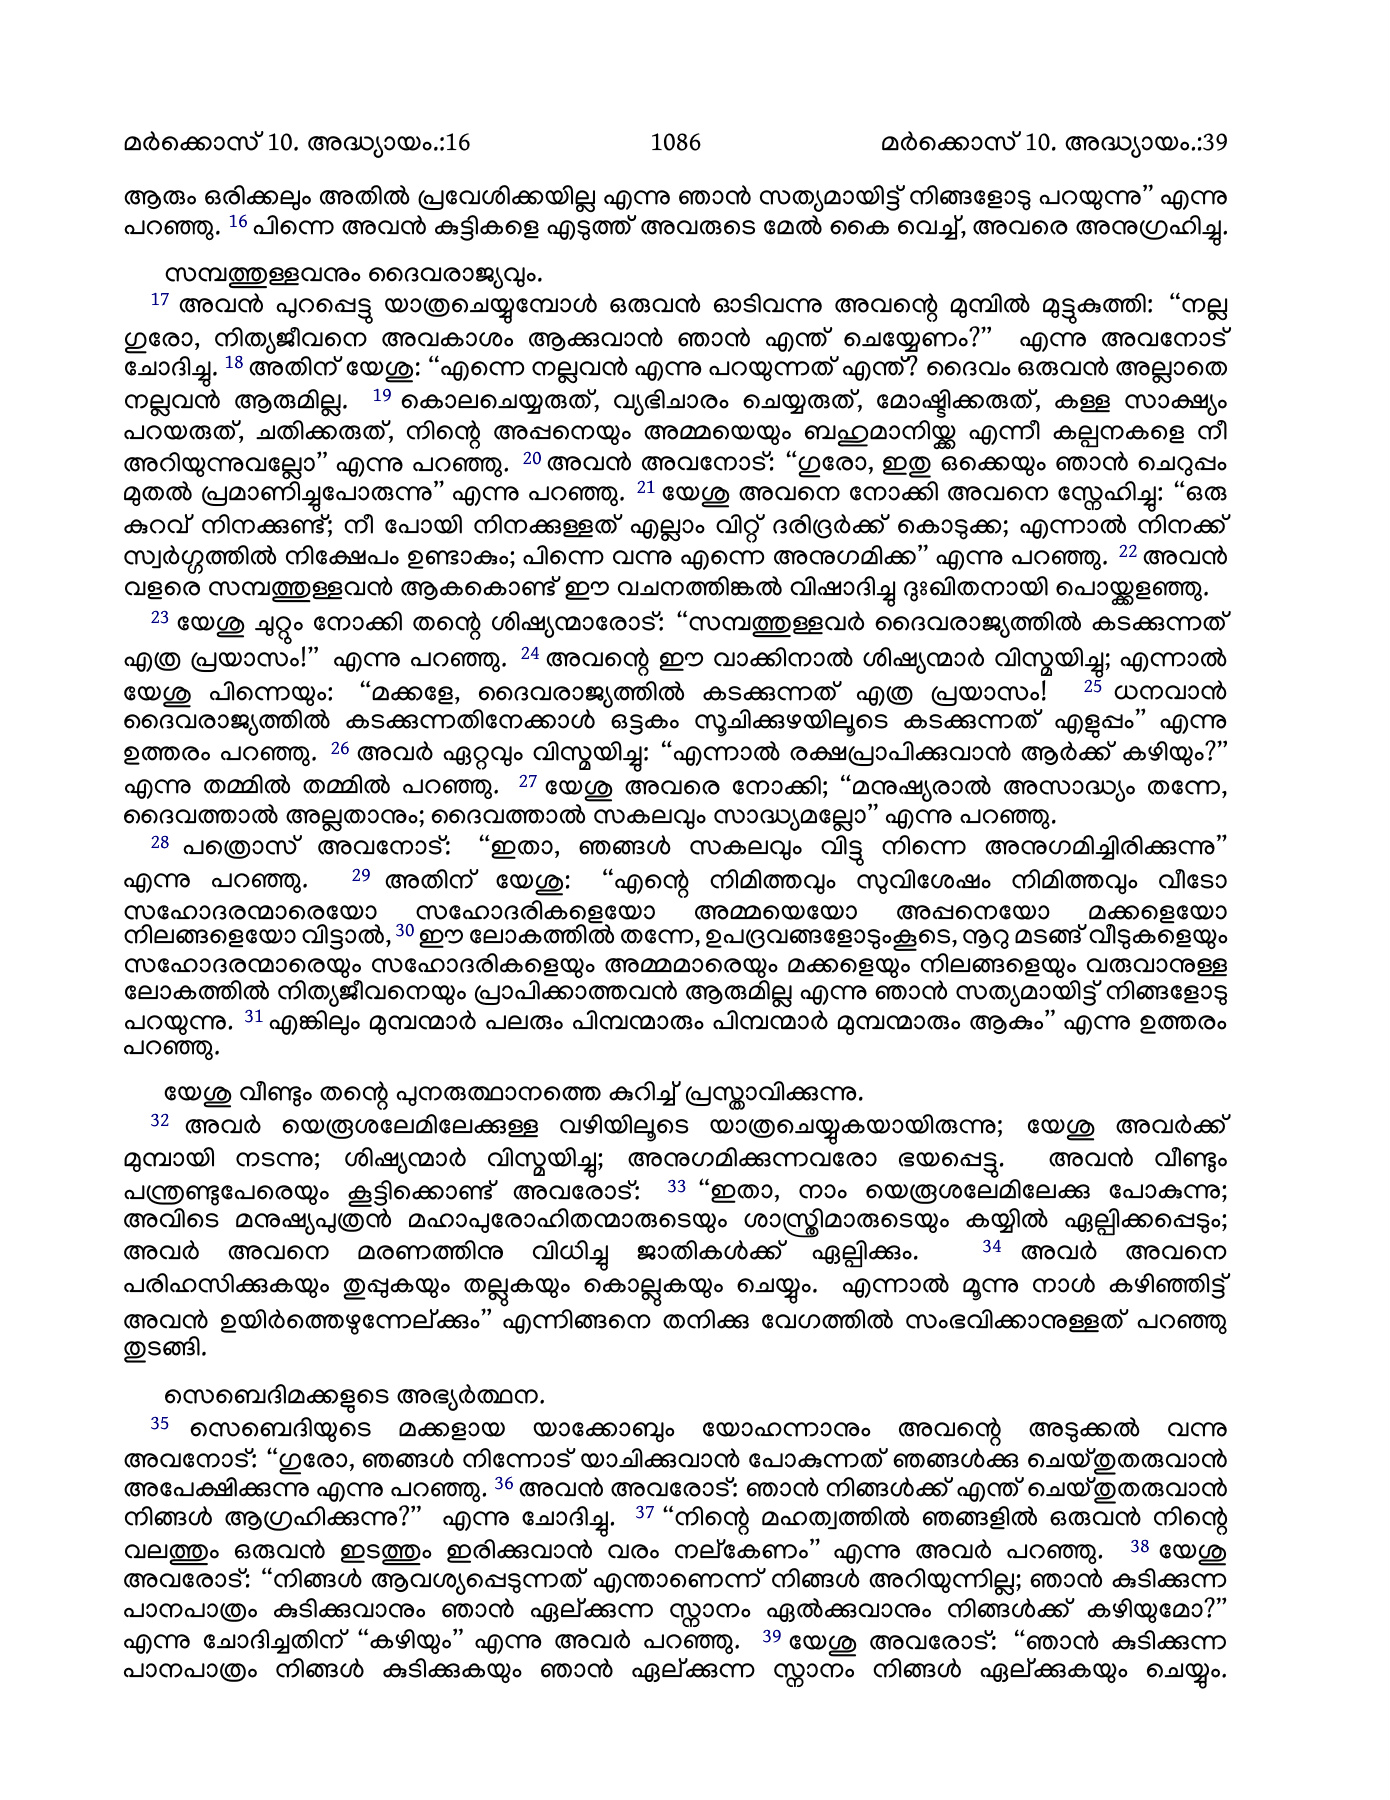 മർക്കൊസ് 10. അദ്ധ്യായം.:16 1086 മർക്കൊസ് 10. അദ്ധ്യായം.:39
ആരും ഒരിക്കലും അതിൽ പ്രവേശിക്കയില്ല എന്നു ഞാൻ സത്യമായിട്ട് നിങ്ങളോടു പറയുന്നു” എന്നു
പറഞ്ഞു. 16 പിന്നെ അവൻ കുട്ടികളെ എടുത്ത് അവരുടെ മേൽ കൈ വെച്ച്, അവരെ അനുഗ്രഹിച്ചു.
സമ്പത്തുള്ളവനും ദൈവരാജ്യവും.
17 അവൻ പുറപ്പെട്ടു യാത്രചെയ്യുമ്പോൾ ഒരുവൻ ഓടിവന്നു അവന്റെ മുമ്പിൽ മുട്ടുകുത്തി: “നല്ല
ഗുരോ, നിത്യജീവനെ അവകാശം ആക്കുവാൻ ഞാൻ എന്ത് ചെയ്യേണം?” എന്നു അവനോട്
ചോദിച്ചു. 18 അതിന് യേശു: “എന്നെ നല്ലവൻ എന്നു പറയുന്നത് എന്ത്? ദൈവം ഒരുവൻ അല്ലാതെ
നല്ലവൻ ആരുമില്ല. 19 കൊലചെയ്യരുത്, വ്യഭിചാരം ചെയ്യരുത്, മോഷ്ടിക്കരുത്, കള്ള സാക്ഷ്യം
പറയരുത്, ചതിക്കരുത്, നിന്റെ അപ്പനെയും അമ്മയെയും ബഹുമാനിയ്ക്ക എന്നീ കല്പനകളെ നീ
അറിയുന്നുവല്ലോ” എന്നു പറഞ്ഞു. 20 അവൻ അവനോട്: “ഗുരോ, ഇതു ഒക്കെയും ഞാൻ ചെറുപ്പം
മുതൽ പ്രമാണിച്ചുപോരുന്നു” എന്നു പറഞ്ഞു. 21 യേശു അവനെ നോക്കി അവനെ സ്നേഹിച്ചു: “ഒരു
കുറവ് നിനക്കുണ്ട്; നീ പോയി നിനക്കുള്ളത് എല്ലാം വിറ്റ് ദരിദ്രർക്ക് കൊടുക്ക; എന്നാൽ നിനക്ക്
സ്വർഗ്ഗത്തിൽ നിക്ഷേപം ഉണ്ടാകും; പിന്നെ വന്നു എന്നെ അനുഗമിക്ക” എന്നു പറഞ്ഞു. 22 അവൻ
വളരെ സമ്പത്തുള്ളവൻ ആകകൊണ്ട് ഈ വചനത്തിങ്കൽ വിഷാദിച്ചു ദുഃഖിതനായി പൊയ്ക്കളഞ്ഞു.
23 യേശു ചുറ്റും നോക്കി തന്റെ ശിഷ്യന്മാരോട്: “സമ്പത്തുള്ളവർ ദൈവരാജ്യത്തിൽ കടക്കുന്നത്
എത്ര പ്രയാസം!” എന്നു പറഞ്ഞു. 24 അവന്റെ ഈ വാക്കിനാൽ ശിഷ്യന്മാർ വിസ്മയിച്ചു; എന്നാൽ
യേശു പിന്നെയും: “മക്കളേ, ദൈവരാജ്യത്തിൽ കടക്കുന്നത് എത്ര പ്രയാസം! 25 ധനവാൻ
ദൈവരാജ്യത്തിൽ കടക്കുന്നതിനേക്കാൾ ഒട്ടകം സൂചിക്കുഴയിലൂടെ കടക്കുന്നത് എളുപ്പം” എന്നു
ഉത്തരം പറഞ്ഞു. 26 അവർ ഏറ്റവും വിസ്മയിച്ചു: “എന്നാൽ രക്ഷപ്രാപിക്കുവാൻ ആർക്ക് കഴിയും?”
എന്നു തമ്മിൽ തമ്മിൽ പറഞ്ഞു. 27 യേശു അവരെ നോക്കി; “മനുഷ്യരാൽ അസാദ്ധ്യം തന്നേ,
ദൈവത്താൽ അല്ലതാനും; ദൈവത്താൽ സകലവും സാദ്ധ്യമല്ലോ” എന്നു പറഞ്ഞു.
28 പത്രൊസ് അവനോട്: “ഇതാ, ഞങ്ങൾ സകലവും വിട്ടു നിന്നെ അനുഗമിച്ചിരിക്കുന്നു”
എന്നു പറഞ്ഞു. 29 അതിന് യേശു: “എന്റെ നിമിത്തവും സുവിശേഷം നിമിത്തവും വീടോ
സഹോദരന്മാരെയോ സഹോദരികളെയോ അമ്മയെയോ അപ്പനെയോ മക്കളെയോ
നിലങ്ങളെയോ വിട്ടാൽ, 30 ഈ ലോകത്തിൽ തന്നേ, ഉപദ്രവങ്ങളോടുംകൂടെ, നൂറു മടങ്ങ് വീടുകളെയും
സഹോദരന്മാരെയും സഹോദരികളെയും അമ്മമാരെയും മക്കളെയും നിലങ്ങളെയും വരുവാനുള്ള
ലോകത്തിൽ നിത്യജീവനെയും പ്രാപിക്കാത്തവൻ ആരുമില്ല എന്നു ഞാൻ സത്യമായിട്ട് നിങ്ങളോടു
പറയുന്നു. 31 എങ്കിലും മുമ്പന്മാർ പലരും പിമ്പന്മാരും പിമ്പന്മാർ മുമ്പന്മാരും ആകും” എന്നു ഉത്തരം
പറഞ്ഞു.
യേശു വീണ്ടും തന്റെ പുനരുത്ഥാനത്തെ കുറിച്ച് പ്രസ്താവിക്കുന്നു.
32 അവർ യെരൂശലേമിലേക്കുള്ള വഴിയിലൂടെ യാത്രചെയ്യുകയായിരുന്നു; യേശു അവർക്ക്
മുമ്പായി നടന്നു; ശിഷ്യന്മാർ വിസ്മയിച്ചു; അനുഗമിക്കുന്നവരോ ഭയപ്പെട്ടു. അവൻ വീണ്ടും
പന്ത്രണ്ടുപേരെയും കൂട്ടിക്കൊണ്ട് അവരോട്: 33 “ഇതാ, നാം യെരൂശലേമിലേക്കു പോകുന്നു;
അവിടെ മനുഷ്യപുത്രൻ മഹാപുരോഹിതന്മാരുടെയും ശാസ്ത്രിമാരുടെയും കയ്യിൽ ഏല്പിക്കപ്പെടും;
അവർ അവനെ മരണത്തിനു വിധിച്ചു ജാതികൾക്ക് ഏല്പിക്കും. 34 അവർ അവനെ
പരിഹസിക്കുകയും തുപ്പുകയും തല്ലുകയും കൊല്ലുകയും ചെയ്യും. എന്നാൽ മൂന്നു നാൾ കഴിഞ്ഞിട്ട്
അവൻ ഉയിർത്തെഴുന്നേല്ക്കും” എന്നിങ്ങനെ തനിക്കു വേഗത്തിൽ സംഭവിക്കാനുള്ളത് പറഞ്ഞു
തുടങ്ങി.
സെബെദിമക്കളുടെ അഭ്യർത്ഥന.
35 സെബെദിയുടെ മക്കളായ യാക്കോബും യോഹന്നാനും അവന്റെ അടുക്കൽ വന്നു
അവനോട്: “ഗുരോ, ഞങ്ങൾ നിന്നോട് യാചിക്കുവാൻ പോകുന്നത് ഞങ്ങൾക്കു ചെയ്തുതരുവാൻ
അപേക്ഷിക്കുന്നു എന്നു പറഞ്ഞു. 36 അവൻ അവരോട്: ഞാൻ നിങ്ങൾക്ക് എന്ത് ചെയ്തുതരുവാൻ
നിങ്ങൾ ആഗ്രഹിക്കുന്നു?” എന്നു ചോദിച്ചു. 37 “നിന്റെ മഹത്വത്തിൽ ഞങ്ങളിൽ ഒരുവൻ നിന്റെ
വലത്തും ഒരുവൻ ഇടത്തും ഇരിക്കുവാൻ വരം നല്കേണം” എന്നു അവർ പറഞ്ഞു. 38 യേശു
അവരോട്: “നിങ്ങൾ ആവശ്യപ്പെടുന്നത് എന്താണെന്ന് നിങ്ങൾ അറിയുന്നില്ല; ഞാൻ കുടിക്കുന്ന
പാനപാത്രം കുടിക്കുവാനും ഞാൻ ഏല്ക്കുന്ന സ്നാനം ഏൽക്കുവാനും നിങ്ങൾക്ക് കഴിയുമോ?”
എന്നു ചോദിച്ചതിന് “കഴിയും” എന്നു അവർ പറഞ്ഞു. 39 യേശു അവരോട്: “ഞാൻ കുടിക്കുന്ന
പാനപാത്രം നിങ്ങൾ കുടിക്കുകയും ഞാൻ ഏല്ക്കുന്ന സ്നാനം നിങ്ങൾ ഏല്ക്കുകയും ചെയ്യും.